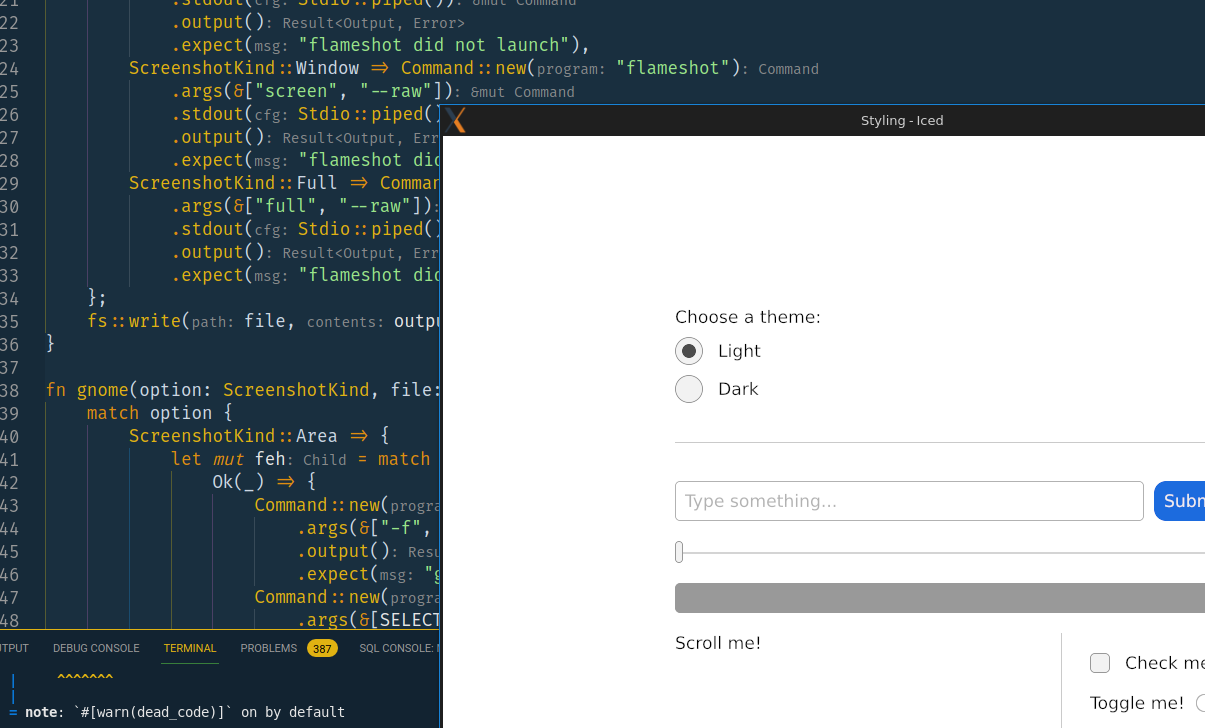 21 .stdout(cfg: Stdio::piped()): &mut Command
22 .output(): Result<Output, Error>
23 .expect(msg: "flameshot did not launch"),
24 ScreenshotKind::Window => Command::new(program: "flameshot"): Command
25 .args(&["screen", "--raw"]): &mut Command
26 .stdout(cfg: Stdio::piped()
27 .output(): Result<Output, Err
28 .expect(msg: "flameshot did
29 ScreenshotKind::Full => Comman
30 .args(&["full", "--raw"]):
31 .stdout(cfg: Stdio::piped()
32 .output(): Result<Output, Err
33 .expect(msg: "flameshot did
34 };
35 fs::write(path: file, contents: outpu
36 }
37
38 fn gnome(option: ScreenshotKind, file:
39 match option {
40 ScreenshotKind::Area => {
41 let mut feh: Child = match
42 Ok(_) => {
43 Command::new(progra
44 .args(&["-f",
45 .output(): Resu
46 .expect(msg: "g
47 Command::new(progra
48 .args(&[SELECT
TPUT DEBUG CONSOLE TERMINAL PROBLEMS 387 SQL CONSOLE:
| ^^^^^^^
|
= note: `#[warn(dead_code)]` on by default
Styling - Iced
Choose a theme:
Light
Dark
Type something... Subm
Scroll me!
Check me
Toggle me!